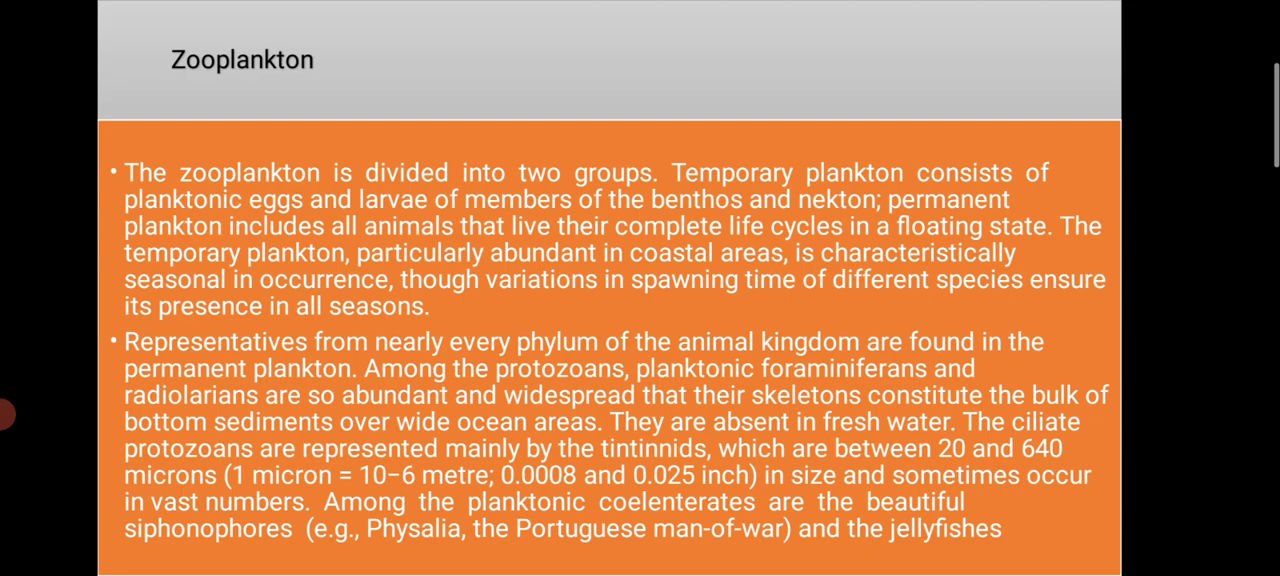 Zooplankton
• The zooplankton is divided into two groups. Temporary plankton consists of
planktonic eggs and larvae of members of the benthos and nekton; permanent
plankton includes all animals that live their complete life cycles in a floating state. The
temporary plankton, particularly abundant in coastal areas, is characteristically
seasonal in occurrence, though variations in spawning time of different species ensure
its presence in all seasons.
• Representatives from nearly every phylum of the animal kingdom are found in the
permanent plankton. Among the protozoans, planktonic foraminiferans and
radiolarians are so abundant and widespread that their skeletons constitute the bulk of
bottom sediments over wide ocean areas. They are absent in fresh water. The ciliate
protozoans are represented mainly by the tintinnids, which are between 20 and 640
microns (1 micron = 10−6 metre; 0.0008 and 0.025 inch) in size and sometimes occur
in vast numbers. Among the planktonic coelenterates are the beautiful
siphonophores (e.g., Physalia, the Portuguese man-of-war) and the jellyfishes